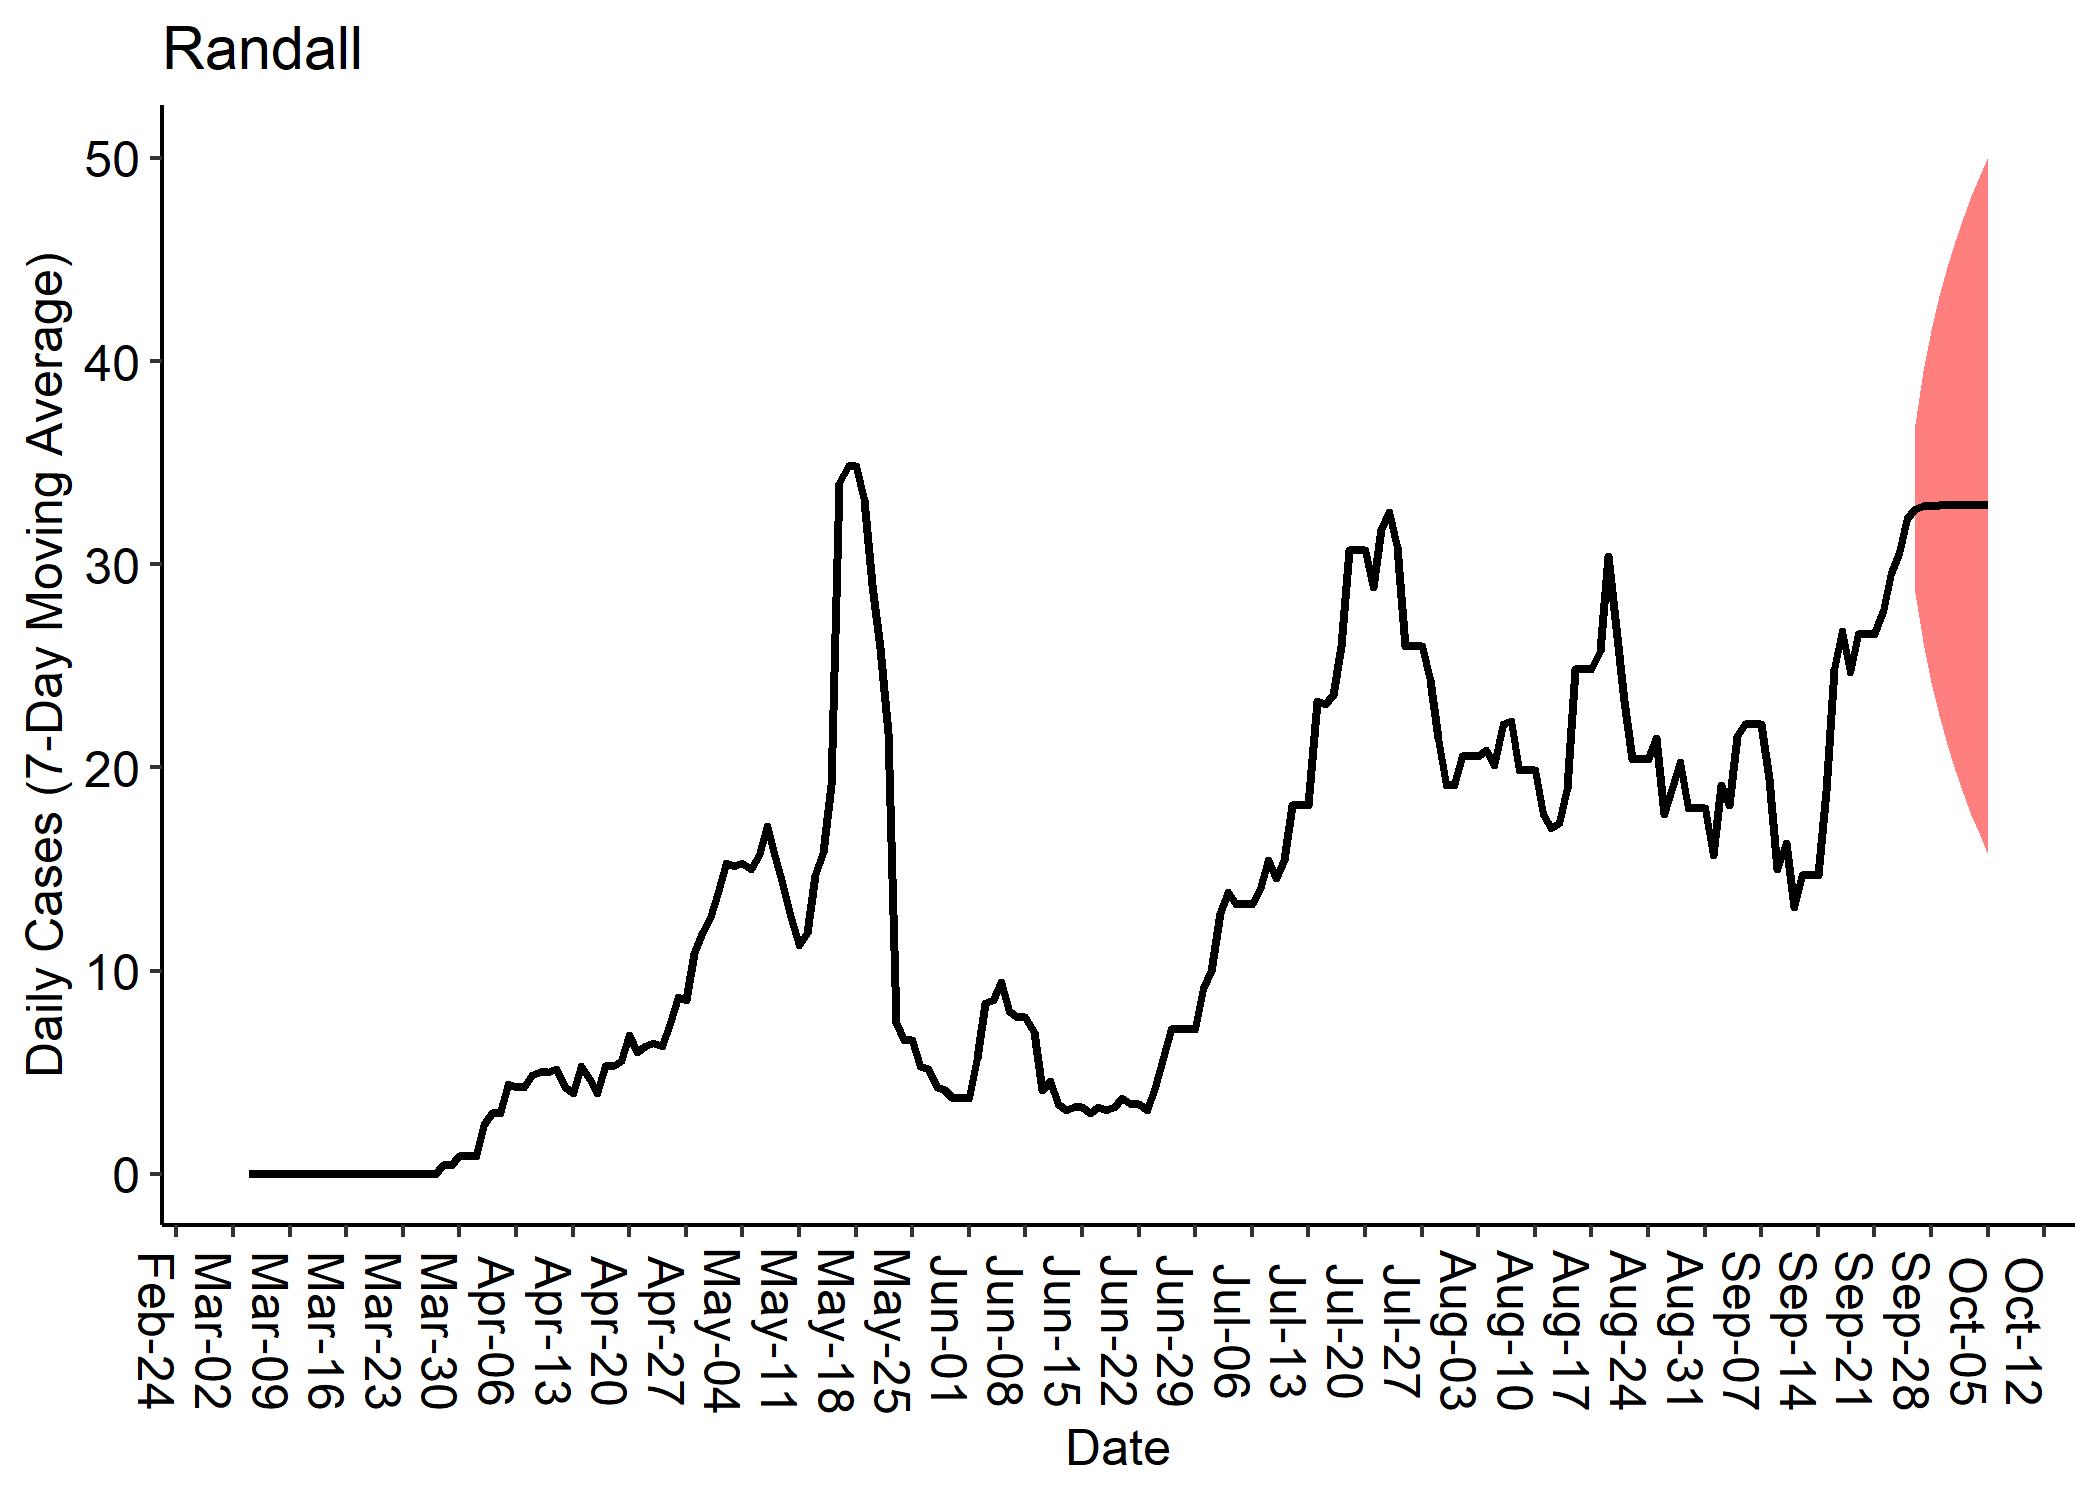 Randall
Daily Cases (7-Day Moving Average)
50
40
30
20
10
0
Feb-24
Mar-02
Mar-09
Mar-16
Mar-23
Mar-30
Apr-06
Apr-13
Apr-20
Apr-27
May-04
May-11
May-18
May-25
Jun-01
Jun-08
Jun-15
Jun-22
Jun-29
Jul-06
Jul-13
Jul-20
Jul-27
Aug-03
Aug-10
Aug-17
Aug-24
Aug-31
Sep-07
Sep-14
Sep-21
Sep-28
Oct-05
Oct-12
Date